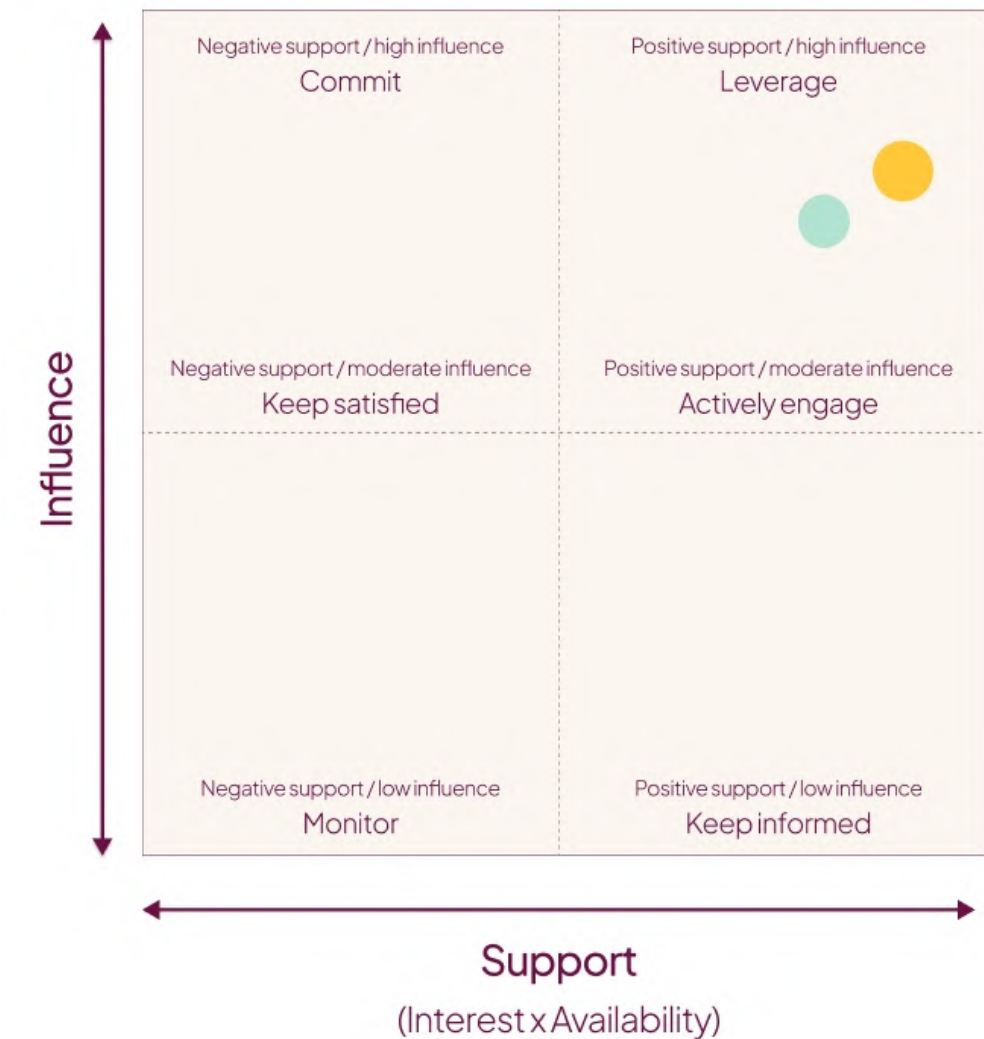 Negative support / high influence
Commit
Positive support / high influence
Leverage
Negative support / moderate influence
Keep satisfied
Positive support / moderate influence
Actively engage
Influence
Negative support / low influence
Monitor
Positive support / low influence
Keep informed
Support
(Interest x Availability)